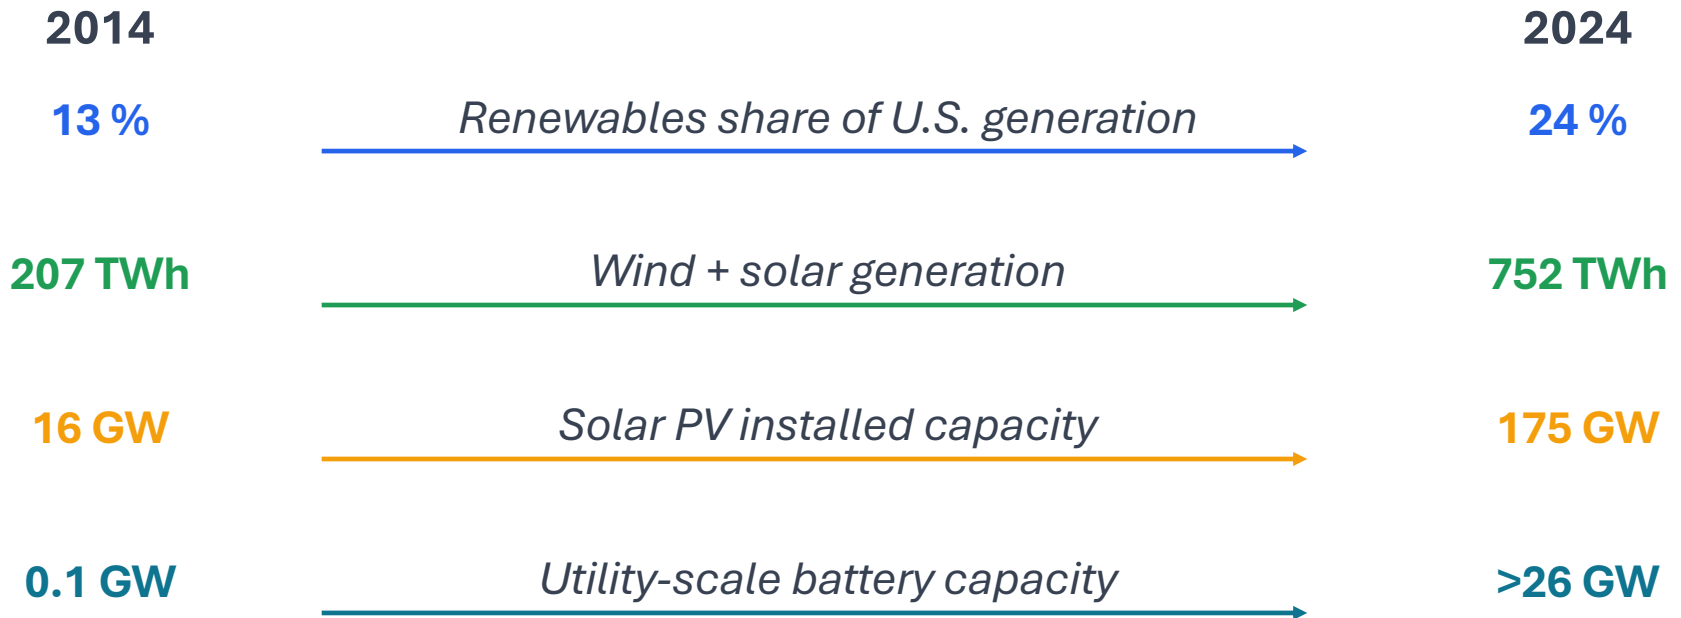 2014 2024
13 % Renewables share of U.S. generation 24 %
207 TWh Wind + solar generation 752 TWh
16 GW Solar PV installed capacity 175 GW
0.1 GW Utility-scale battery capacity >26 GW